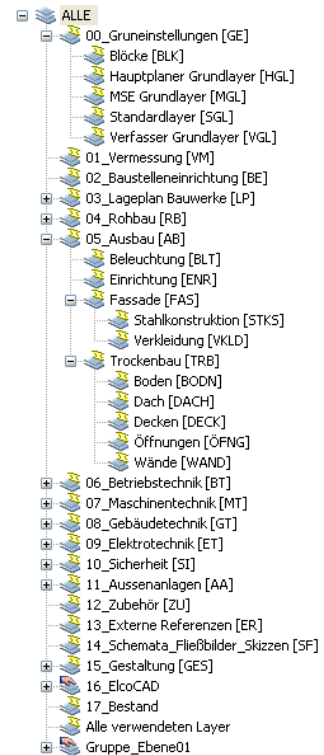 ALLE
00_Gruneinstellungen [GE]
Blöcke [BLK]
Hauptplaner Grundlayer [HGL]
MSE Grundlayer [MGL]
Standardlayer [SGL]
Verfasser Grundlayer [VGL]
01_Vermessung [VM]
02_Baustelleneinrichtung [BE]
03_Lageplan Bauwerke [LP]
04_Rohbau [RB]
05_Ausbau [AB]
Beleuchtung [BLT]
Einrichtung [ENR]
Fassade [FAS]
Stahlkonstruktion [STKS]
Verkleidung [VKLD]
Trockenbau [TRB]
Boden [BODN]
Dach [DACH]
Decken [DECK]
Öffnungen [ÖFNG]
Wände [WAND]
06_Betriebstechnik [BT]
07_Maschinentechnik [MT]
08_Gebäudetechnik [GT]
09_Elektrotechnik [ET]
10_Sicherheit [SI]
11_Aussenanlagen [AA]
12_Zubehör [ZU]
13_Externe Referenzen [ER]
14_Schemata_Fließbilder_Skizzen [SF]
15_Gestaltung [GES]
16_ElcoCAD
17_Bestand
Alle verwendeten Layer
Gruppe_Ebene01